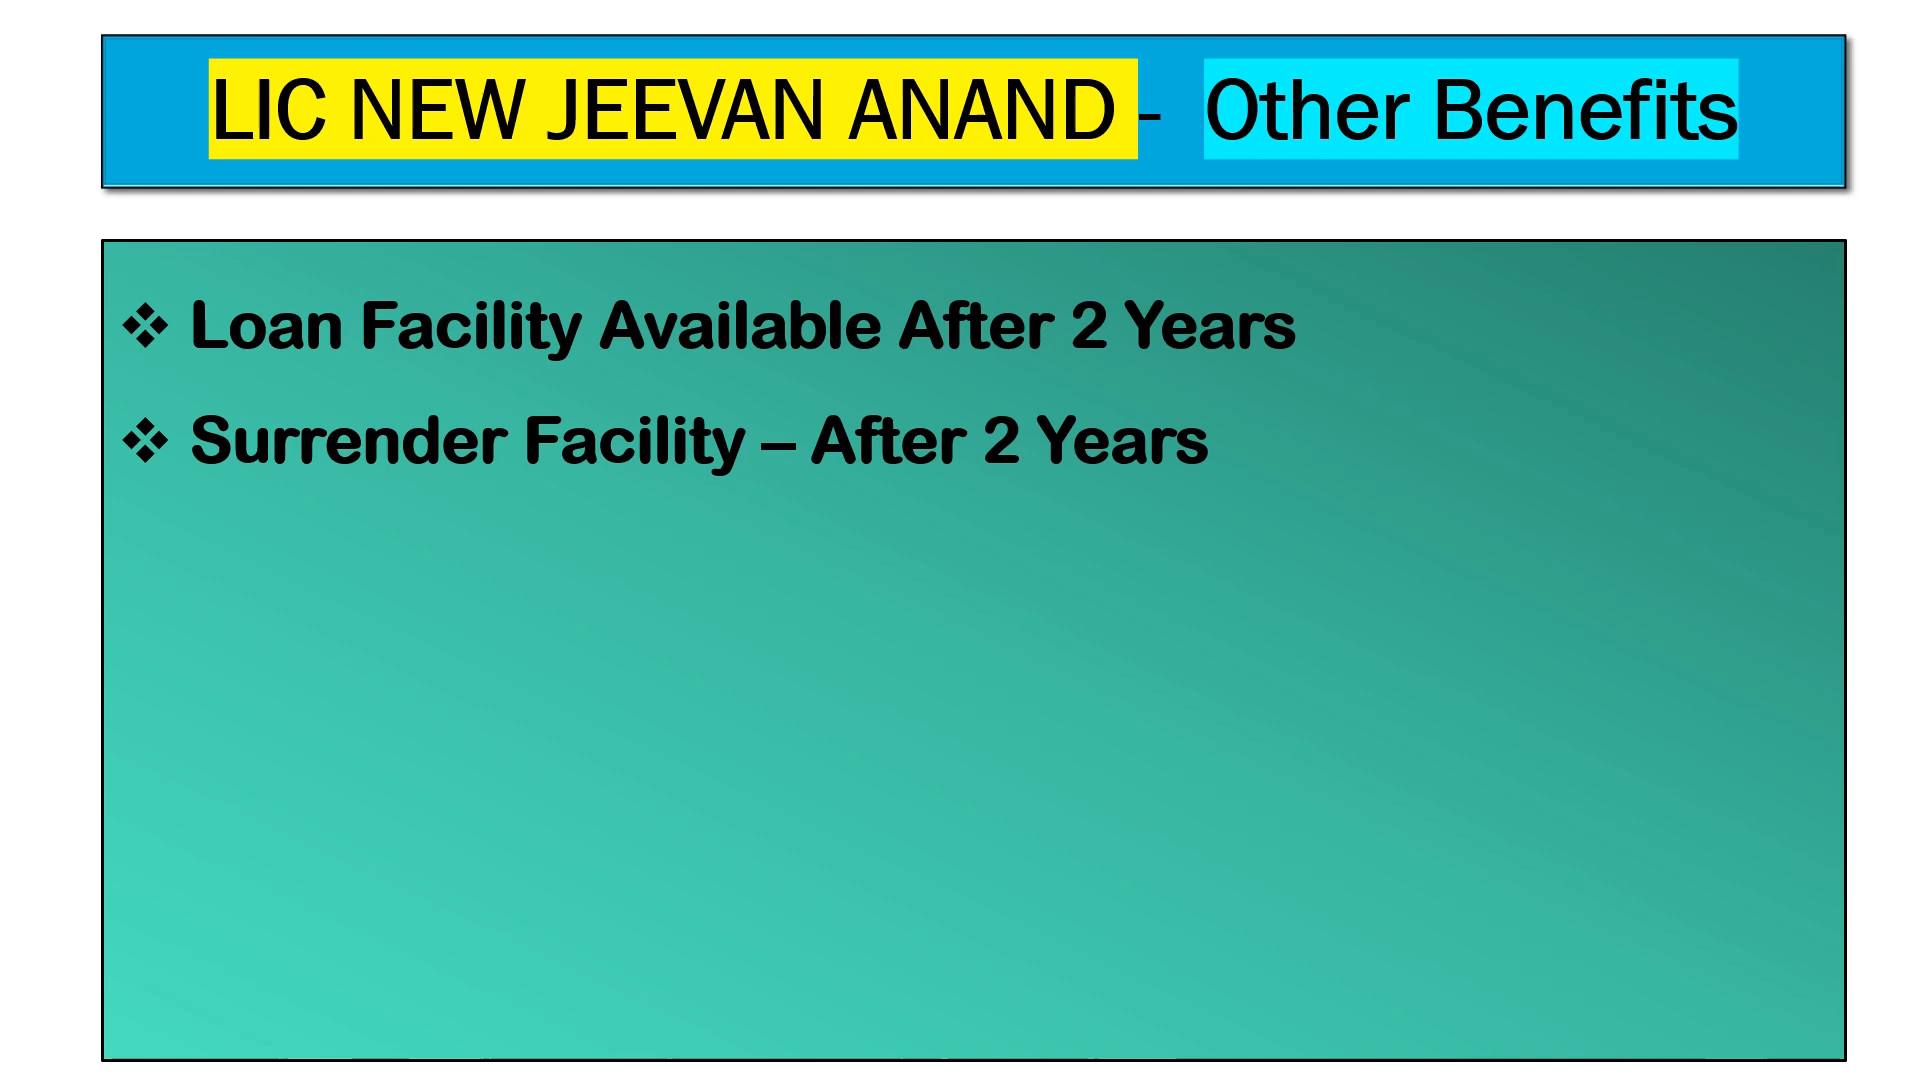 LIC NEW JEEVAN ANAND - Other Benefits
❖ Loan Facility Available After 2 Years
❖ Surrender Facility – After 2 Years